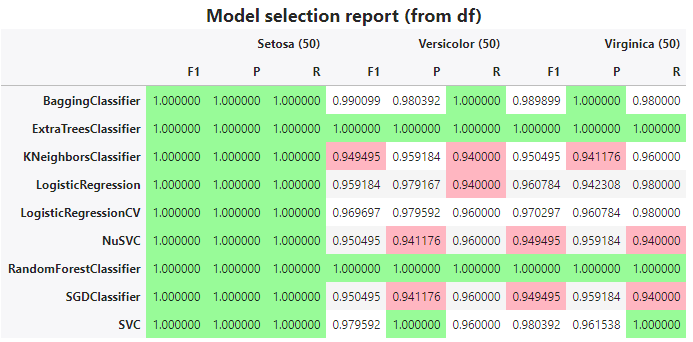 Model selection report (from df)
Setosa (50) Versicolor (50) Virginica (50)
F1 P R F1 P R F1 P R
BaggingClassifier 1.000000 1.000000 1.000000 0.990099 0.980392 1.000000 0.989899 1.000000 0.980000
ExtraTreesClassifier 1.000000 1.000000 1.000000 1.000000 1.000000 1.000000 1.000000 1.000000 1.000000
KNeighborsClassifier 1.000000 1.000000 1.000000 0.949495 0.959184 0.940000 0.950495 0.941176 0.960000
LogisticRegression 1.000000 1.000000 1.000000 0.959184 0.979167 0.940000 0.960784 0.942308 0.980000
LogisticRegressionCV 1.000000 1.000000 1.000000 0.969697 0.979592 0.960000 0.970297 0.960784 0.980000
NuSVC 1.000000 1.000000 1.000000 0.950495 0.941176 0.960000 0.949495 0.959184 0.940000
RandomForestClassifier 1.000000 1.000000 1.000000 1.000000 1.000000 1.000000 1.000000 1.000000 1.000000
SGDClassifier 1.000000 1.000000 1.000000 0.950495 0.941176 0.960000 0.949495 0.959184 0.940000
SVC 1.000000 1.000000 1.000000 0.979592 1.000000 0.960000 0.980392 0.961538 1.000000